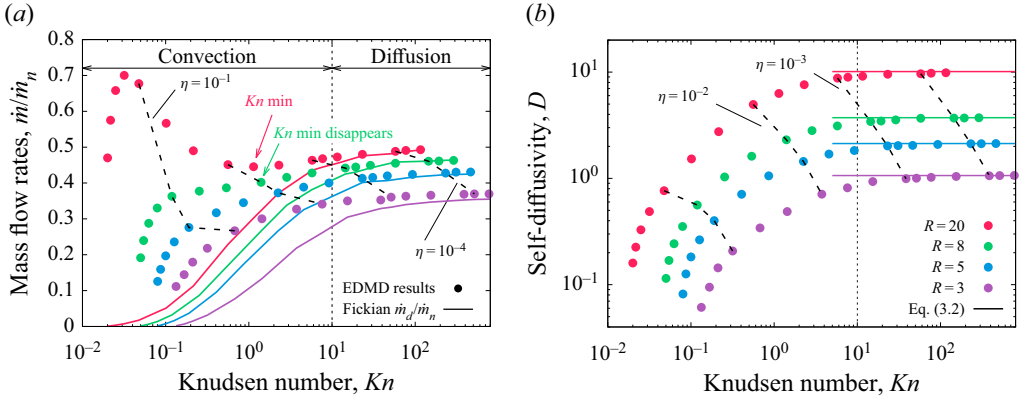 (a)
Mass flow rates, ṁ/ṁₙ
0.8
0.7
0.6
0.5
0.4
0.3
0.2
0.1
0
Convection
Diffusion
η = 10⁻¹
Kn min
Kn min disappears
η = 10⁻⁴
EDMD results
Fickian ṁ_d/ṁₙ
10⁻²
10⁻¹
10⁰
10¹
10²
Knudsen number, Kn
(b)
Self-diffusivity, D
10¹
10⁰
10⁻¹
η = 10⁻³
η = 10⁻²
R = 20
R = 8
R = 5
R = 3
Eq. (3.2)
10⁻²
10⁻¹
10⁰
10¹
10²
Knudsen number, Kn